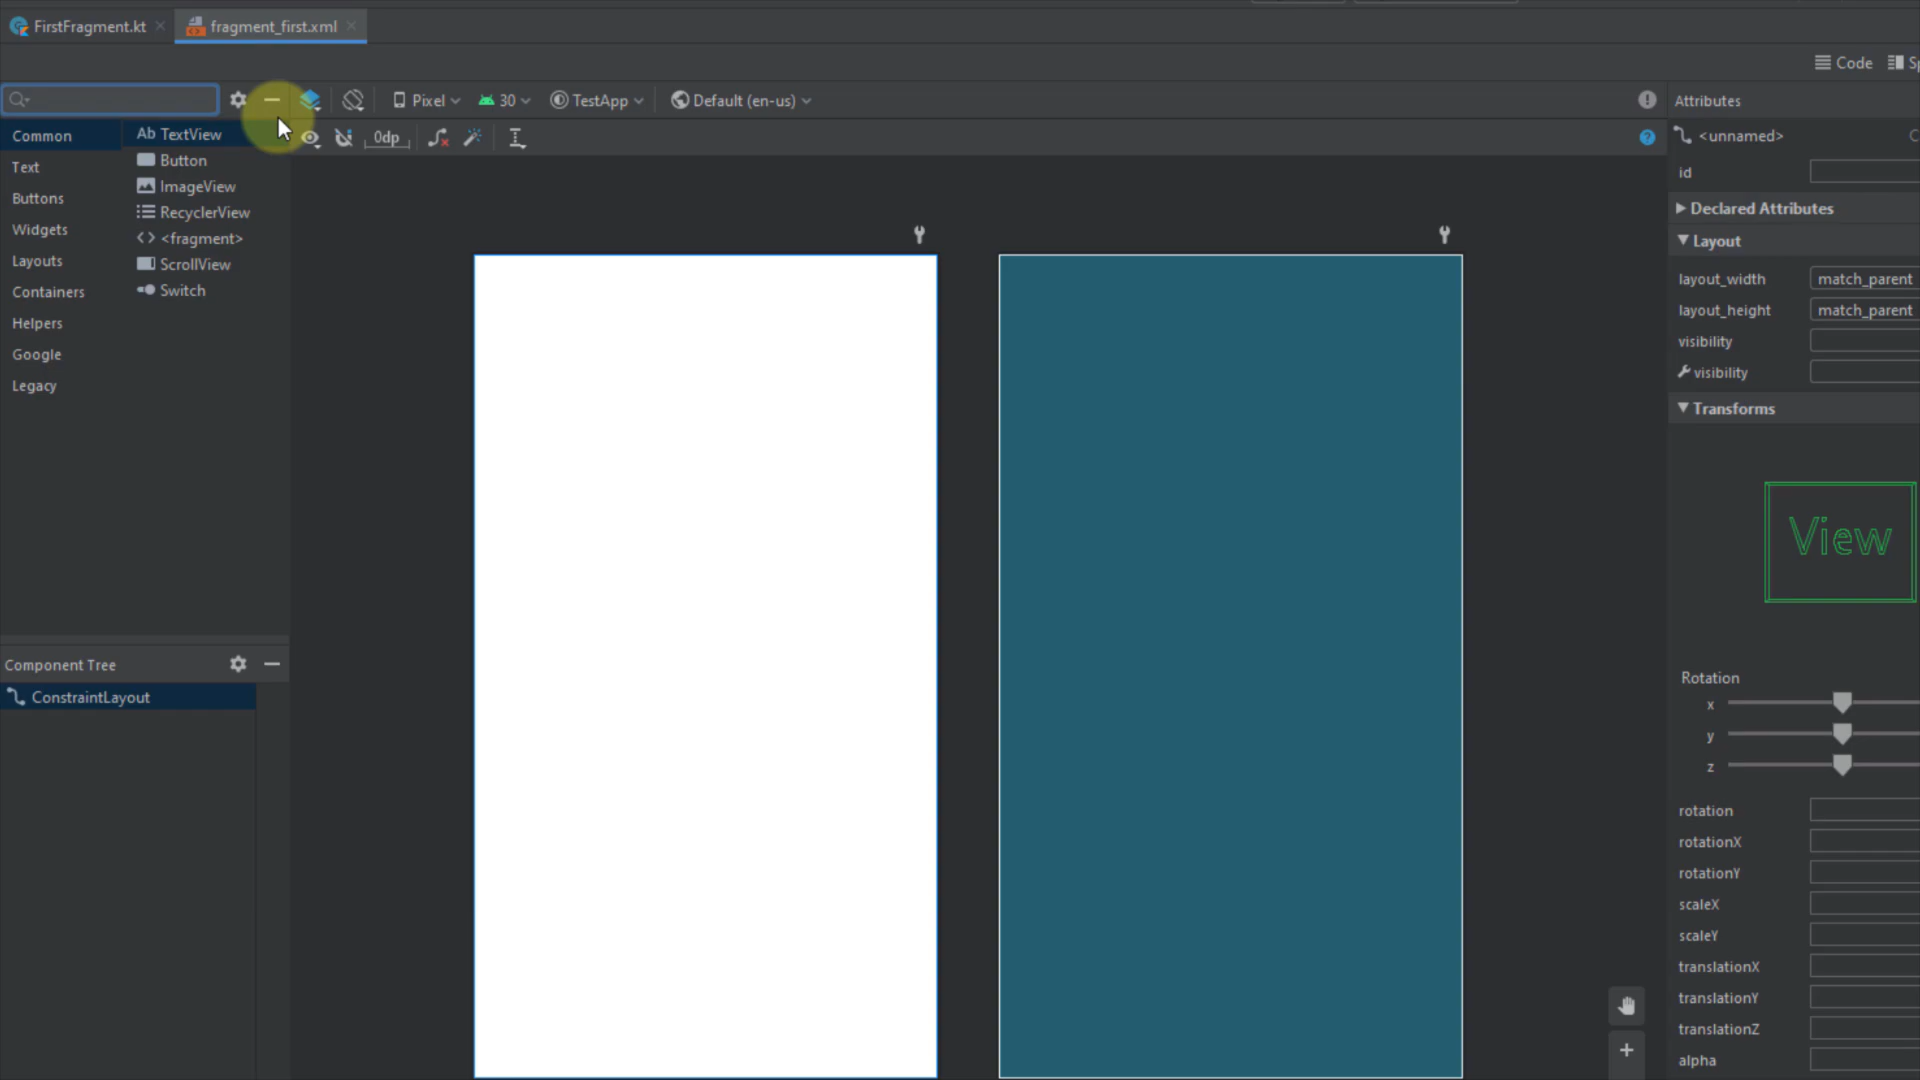 FirstFragment.kt
fragment_first.xml
Code
Sp
Pixel
30
TestApp
Default (en-us)
Attributes
0dp
Common
Text
Buttons
Widgets
Layouts
Containers
Helpers
Google
Legacy
Ab TextView
Button
ImageView
RecyclerView
<fragment>
ScrollView
Switch
Component Tree
ConstraintLayout
<unnamed>
id
Declared Attributes
Layout
layout_width match_parent
layout_height match_parent
visibility
visibility
Transforms
View
Rotation
x
y
z
rotation
rotationX
rotationY
scaleX
scaleY
translationX
translationY
translationZ
alpha